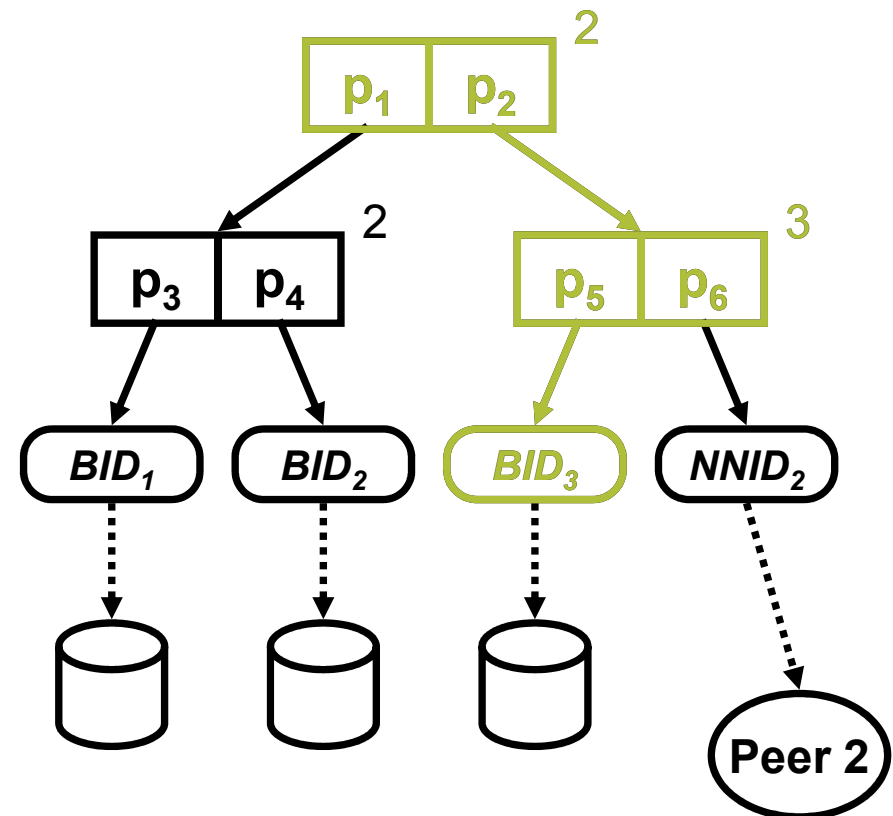 2
p₁ p₂
2 3
p₃ p₄ p₅ p₆
BID₁ BID₂ BID₃ NNID₂
Peer 2